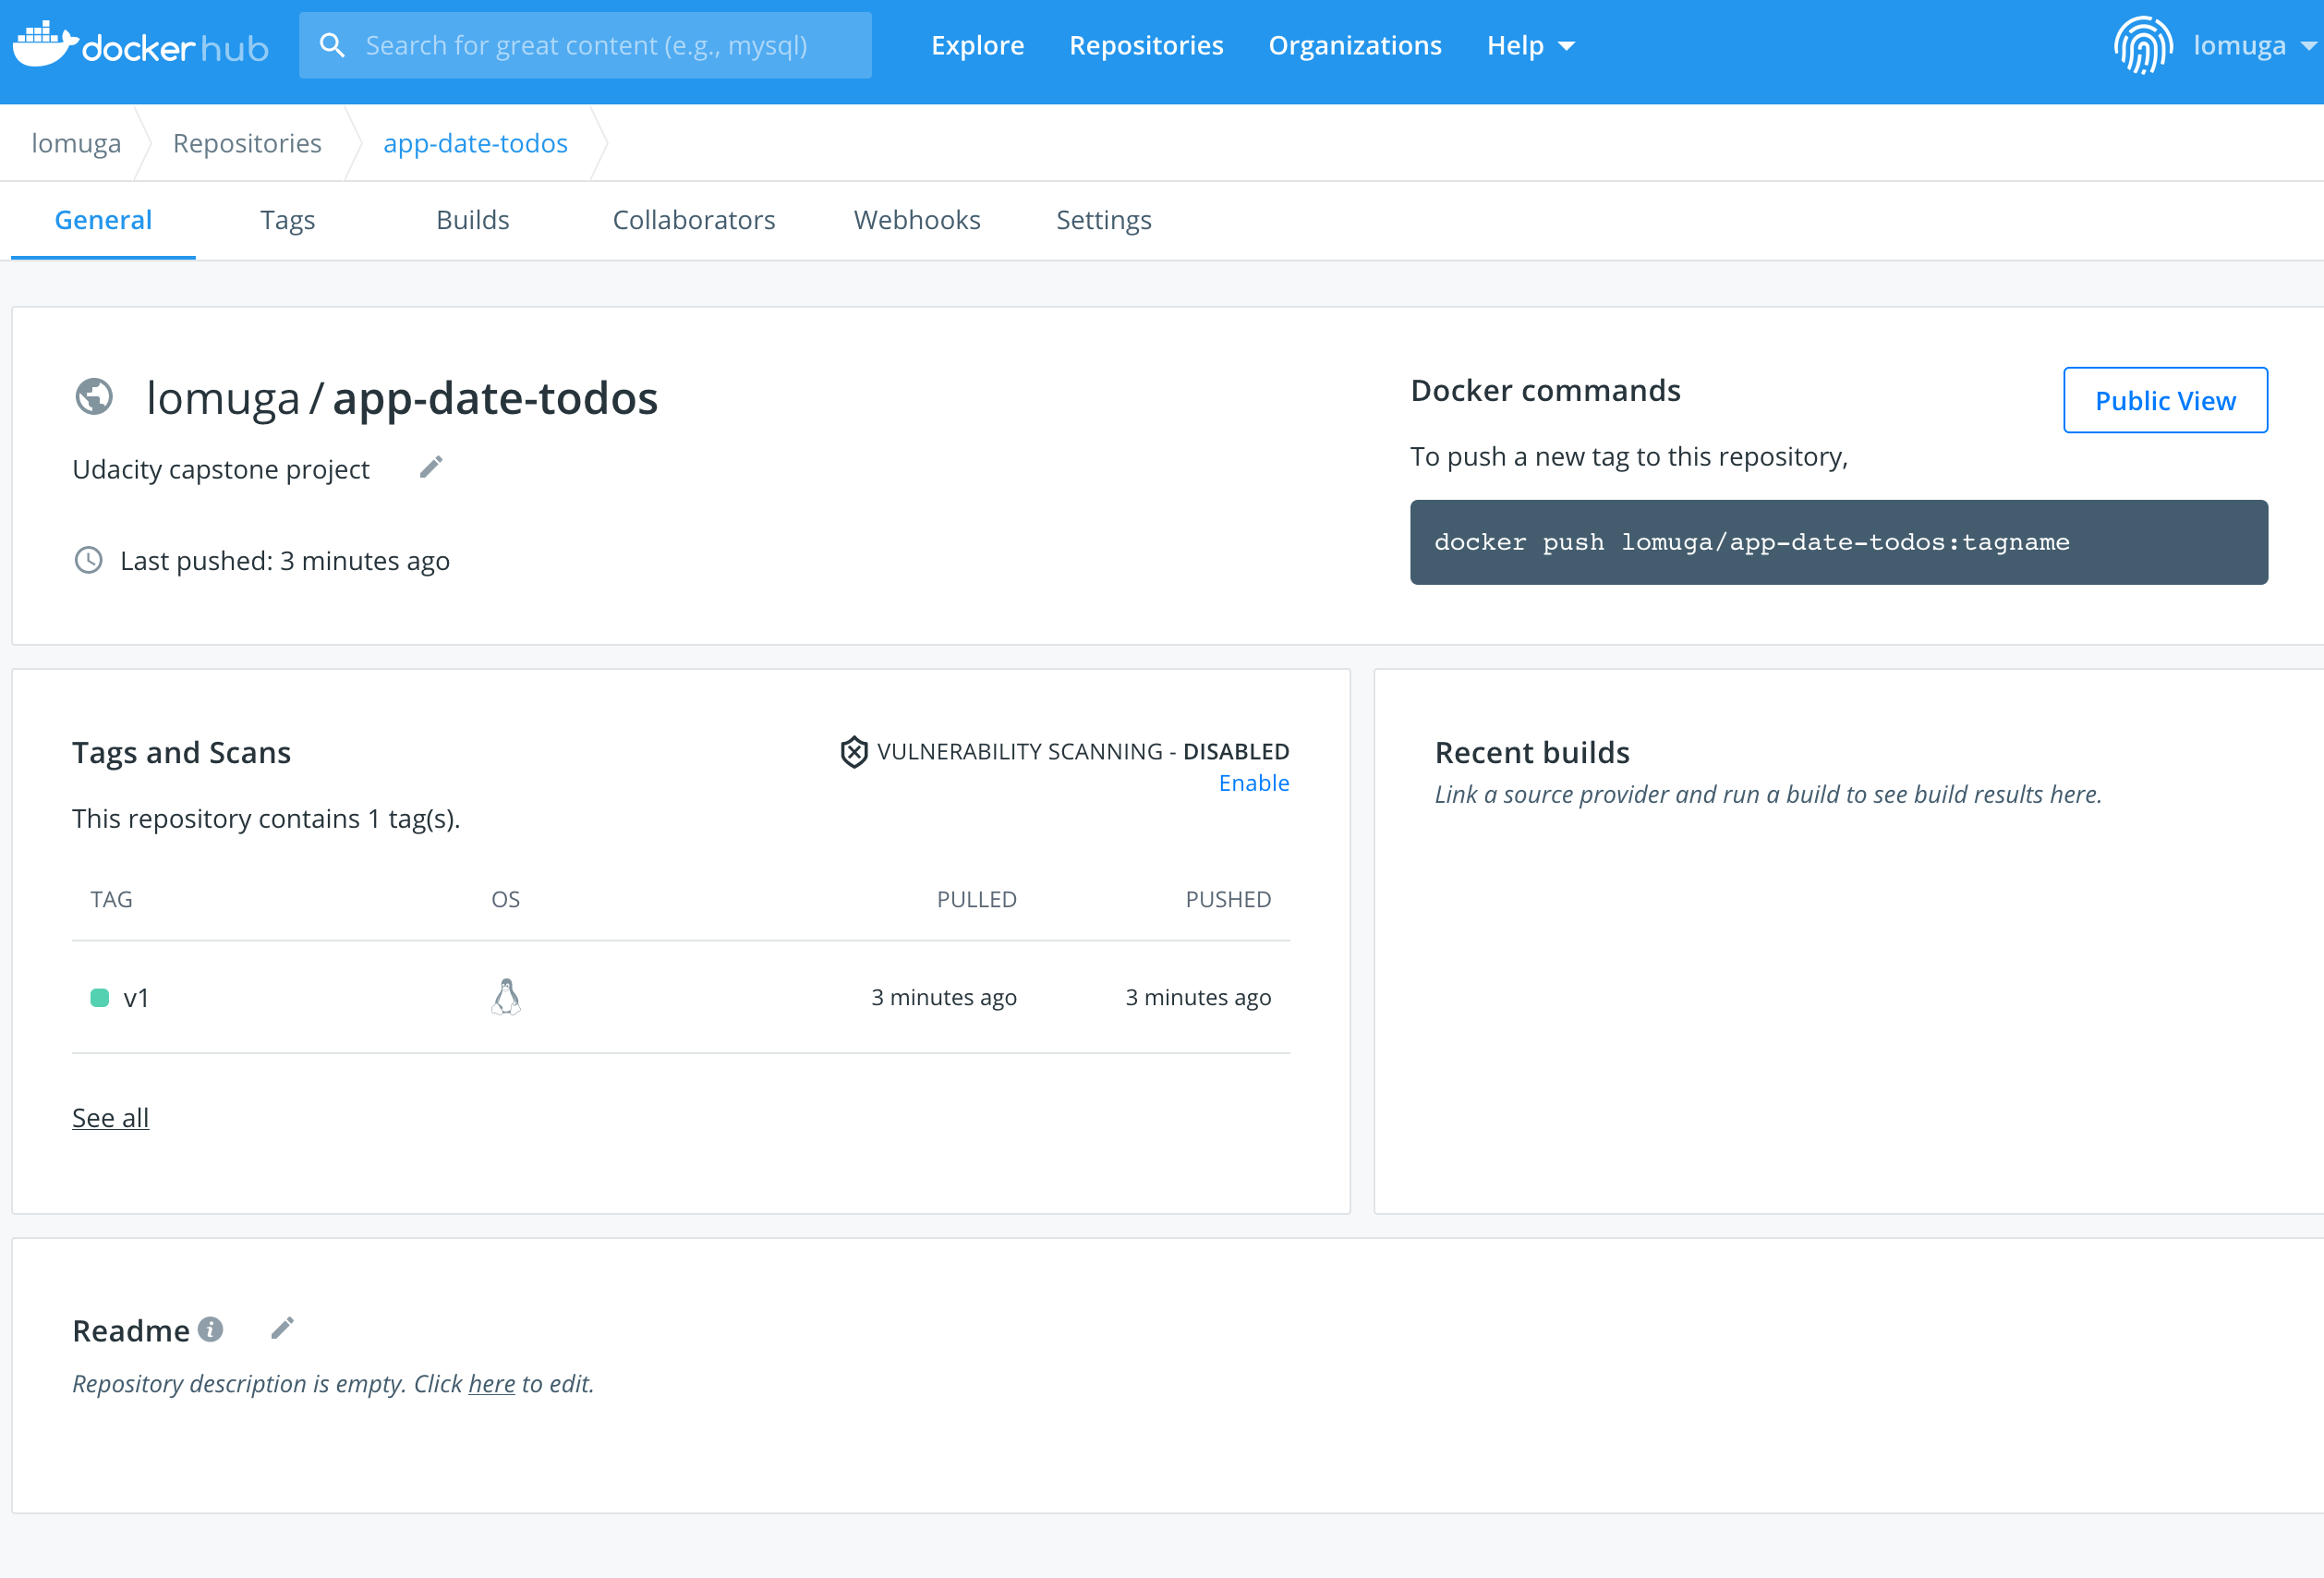 docker hub
Search for great content (e.g., mysql)
Explore
Repositories
Organizations
Help
lomuga
lomuga
Repositories
app-date-todos
General
Tags
Builds
Collaborators
Webhooks
Settings
lomuga / app-date-todos
Udacity capstone project
Last pushed: 3 minutes ago
Docker commands
Public View
To push a new tag to this repository,
docker push lomuga/app-date-todos:tagname
Tags and Scans
VULNERABILITY SCANNING - DISABLED
Enable
This repository contains 1 tag(s).
TAG OS PULLED PUSHED
v1 3 minutes ago 3 minutes ago
See all
Recent builds
Link a source provider and run a build to see build results here.
Readme
Repository description is empty. Click here to edit.